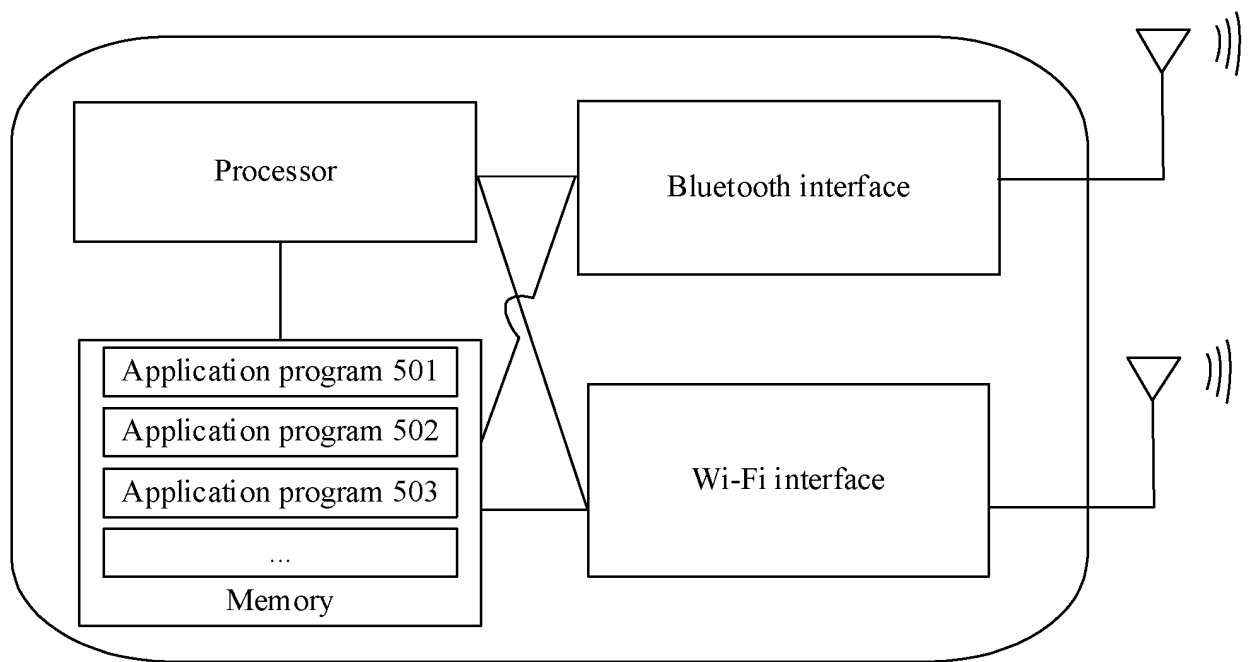 Processor
Bluetooth interface
Application program 501
Application program 502
Application program 503
...
Memory
Wi-Fi interface